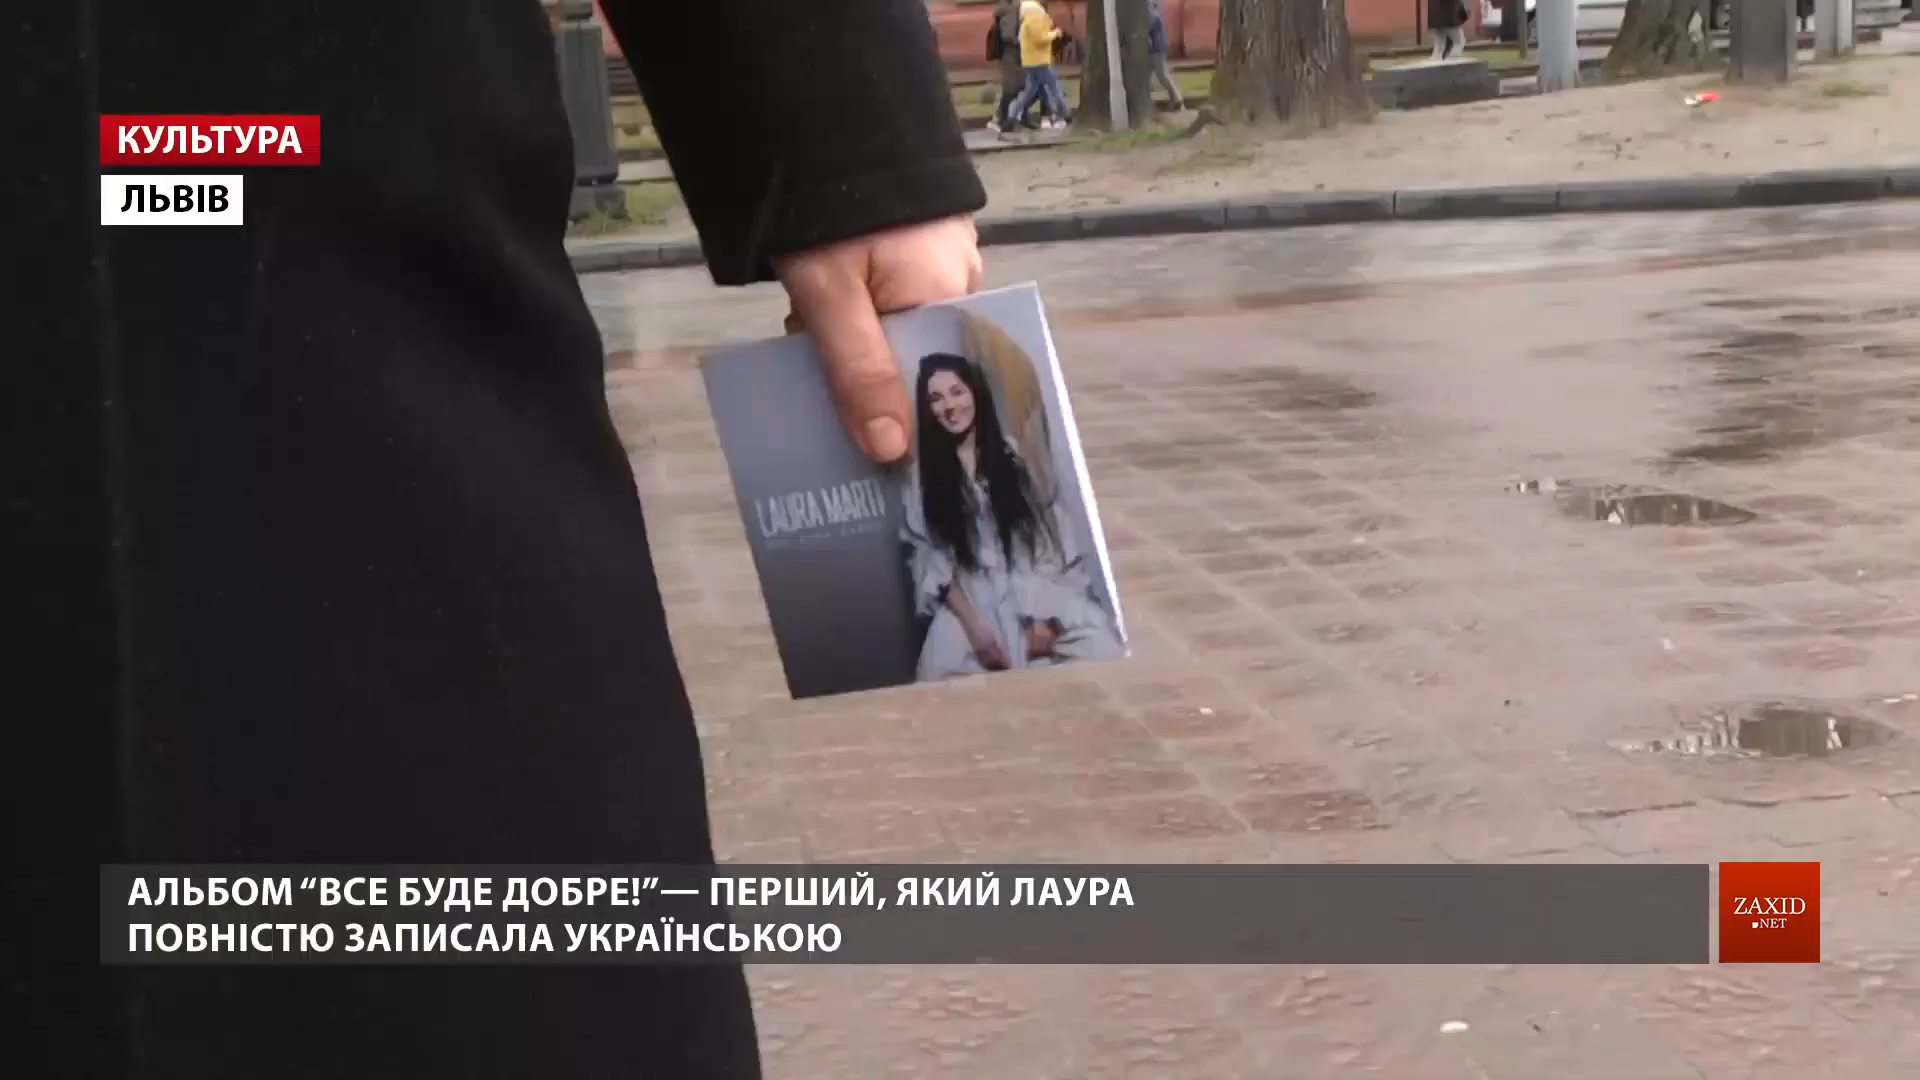 КУЛЬТУРА
ЛЬВІВ
LAURA MARTI
АЛЬБОМ “ВСЕ БУДЕ ДОБРЕ!”— ПЕРШИЙ, ЯКИЙ ЛАУРА
ПОВНІСТЮ ЗАПИСАЛА УКРАЇНСЬКОЮ
ZAXID
.NET